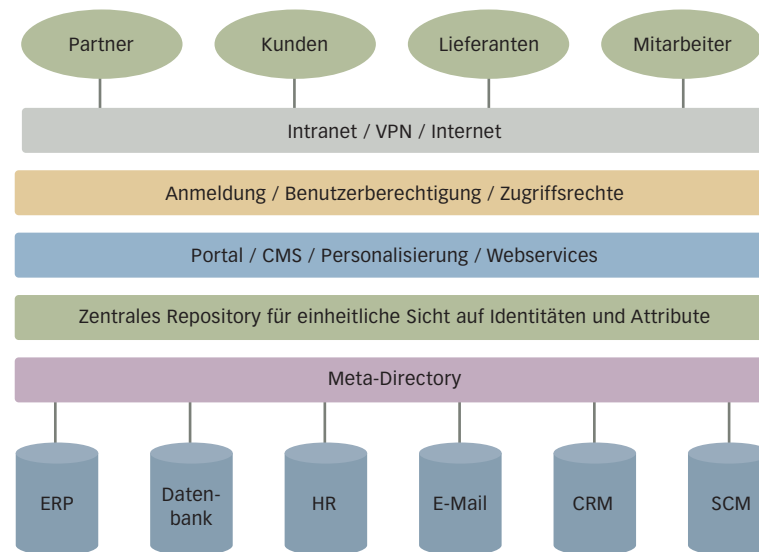 Partner
Kunden
Lieferanten
Mitarbeiter
Intranet / VPN / Internet
Anmeldung / Benutzerberechtigung / Zugriffsrechte
Portal / CMS / Personalisierung / Webservices
Zentrales Repository für einheitliche Sicht auf Identitäten und Attribute
Meta-Directory
ERP
Daten-
bank
HR
E-Mail
CRM
SCM